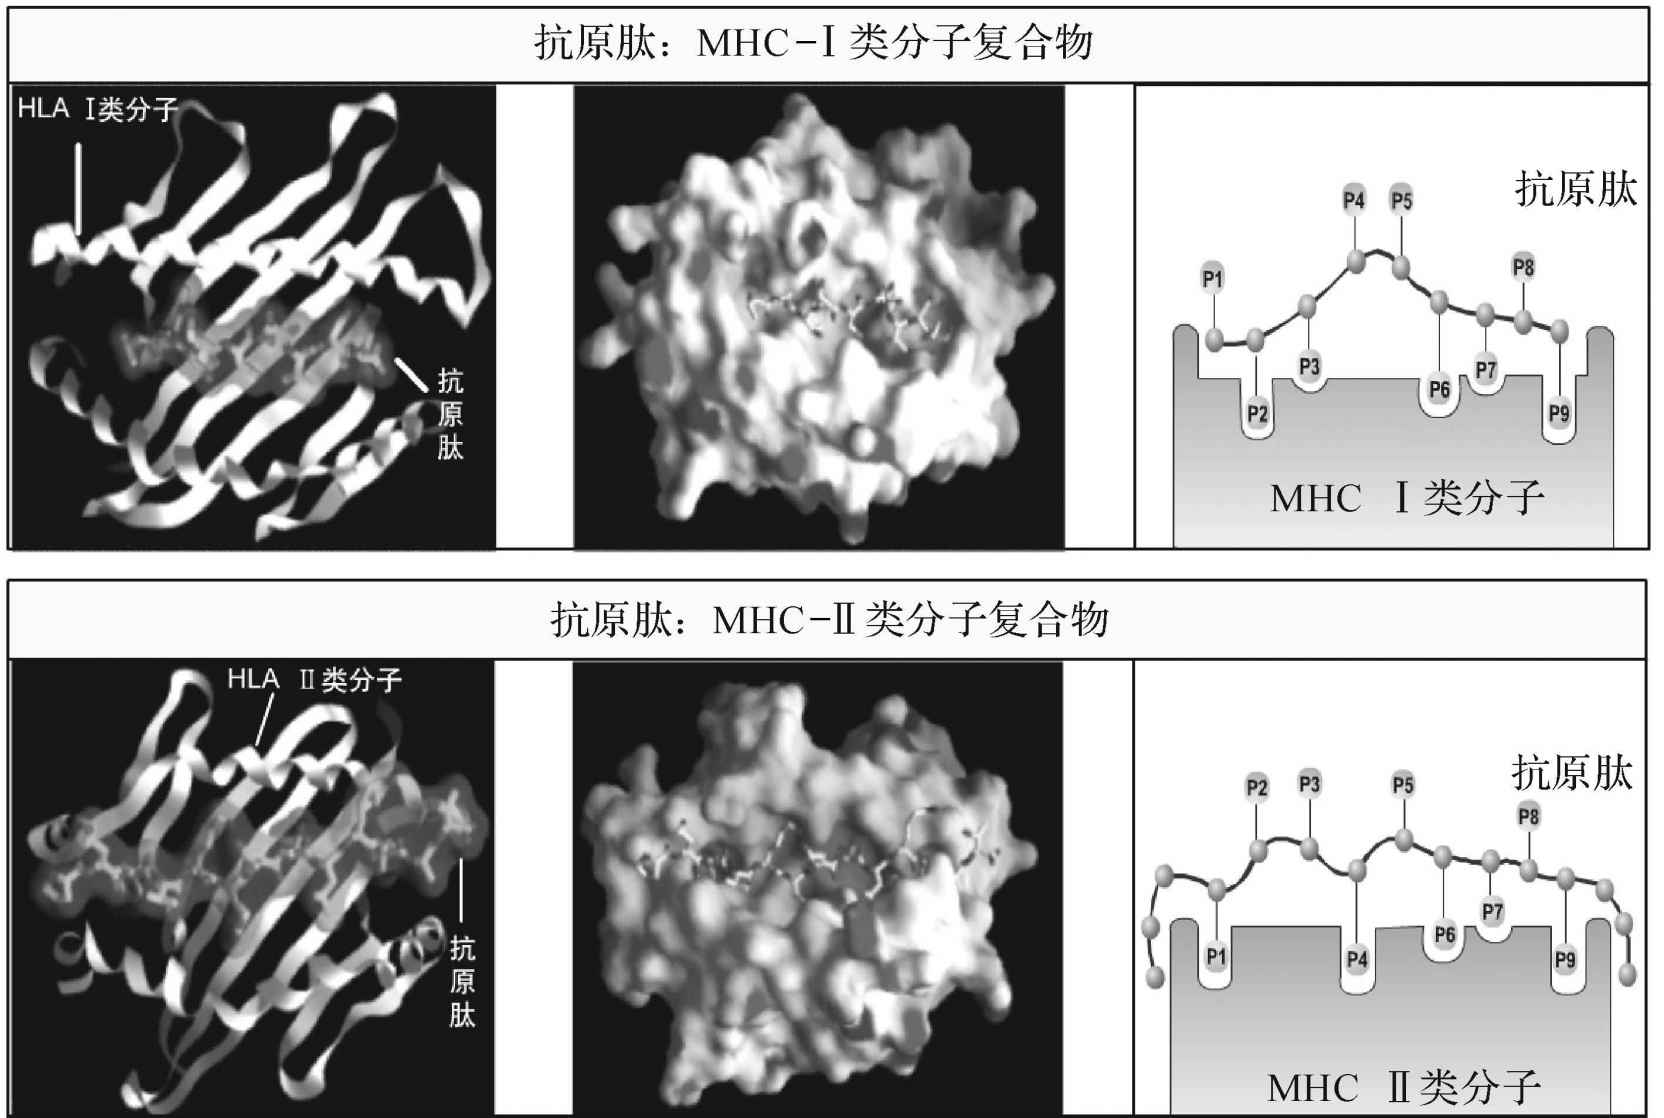 抗原肽：MHC-Ⅰ类分子复合物
HLA Ⅰ类分子
抗原肽
抗原肽
P4 P5
P8
P1
P3
P7
P6
P2
P9
MHC Ⅰ类分子
抗原肽：MHC-Ⅱ类分子复合物
HLA Ⅱ类分子
抗原肽
抗原肽
P2 P3 P5
P8
P7
P6
P1 P4 P9
MHC Ⅱ类分子